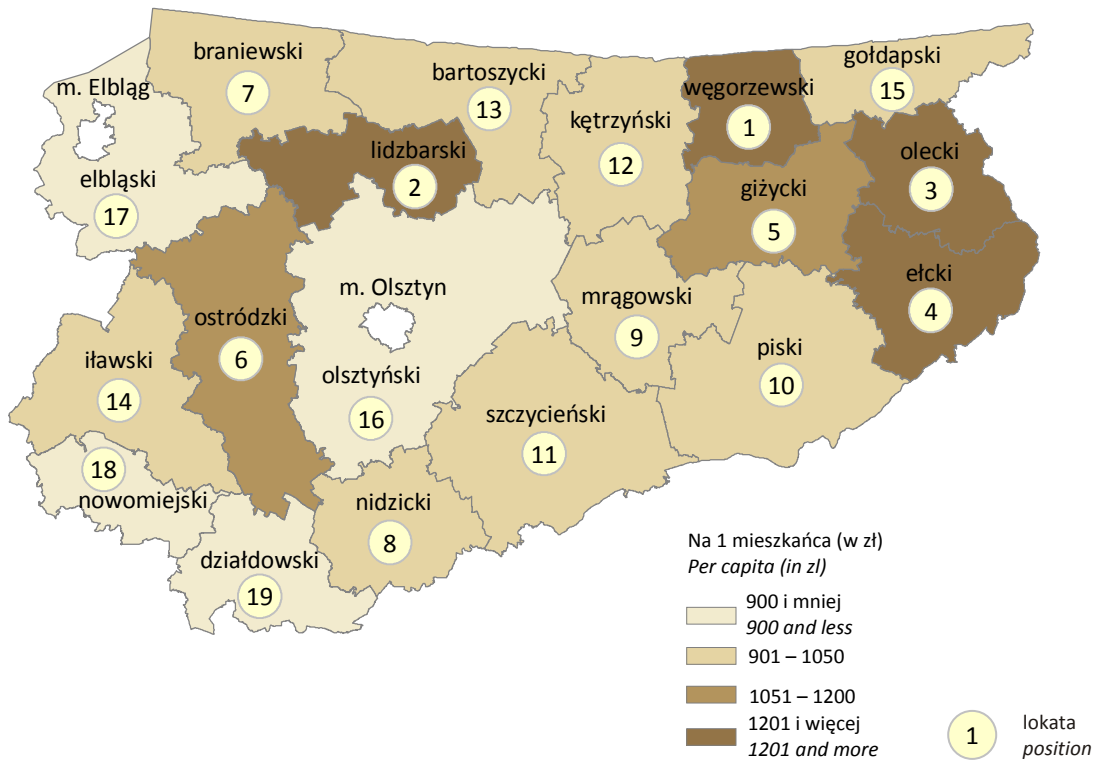 braniewski
7
bartoszycki
13
m. Elbląg
elbląski
17
lidzbarski
2
kętrzyński
12
węgorzewski
1
gołdapski
15
olecki
3
giżycki
5
ełcki
4
m. Olsztyn
olsztyński
16
ostródzki
6
iławski
14
mrągowski
9
piski
10
szczycieński
11
18
nowomiejski
nidzicki
8
działdowski
19
Na 1 mieszkańca (w zł)
Per capita (in zl)
900 i mniej
900 and less
901 – 1050
1051 – 1200
1201 i więcej
1201 and more
1
lokata
position